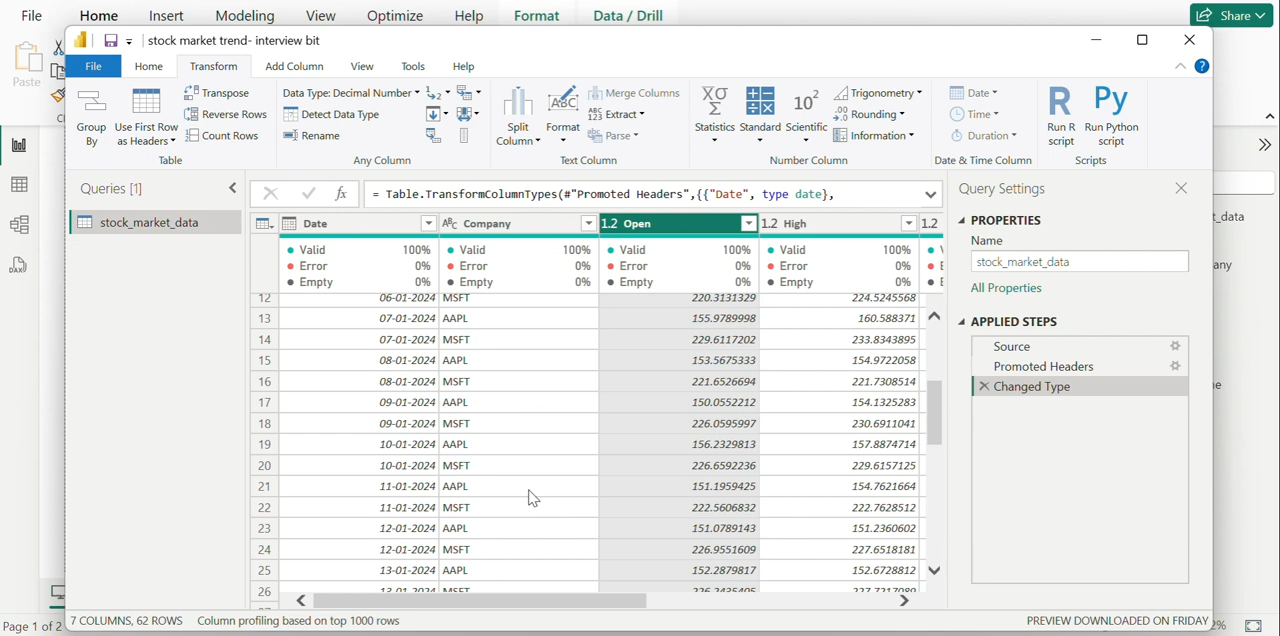 File Home Insert Modeling View Optimize Help Format Data / Drill Share
stock market trend- interview bit
Paste
File Home Transform Add Column View Tools Help
Group By
Use First Row as Headers
Transpose
Reverse Rows
Count Rows
Table
Data Type: Decimal Number
Detect Data Type
Rename
Any Column
Split Column
Format
Merge Columns
Extract
Parse
Text Column
Statistics
Standard
Scientific
Trigonometry
Rounding
Information
Number Column
Date
Time
Duration
Date & Time Column
Run R script
Run Python script
Scripts
Queries [1]
stock_market_data
= Table.TransformColumnTypes(#"Promoted Headers",{{"Date", type date},
Date ABC Company 1.2 Open 1.2 High 1.2
Valid 100% Valid 100% Valid 100% Valid 100%
Error 0% Error 0% Error 0% Error 0%
Empty 0% Empty 0% Empty 0% Empty 0%
12 06-01-2024 MSFT 220.3131329 224.5245568
13 07-01-2024 AAPL 155.9789998 160.588371
14 07-01-2024 MSFT 229.6117202 233.8343895
15 08-01-2024 AAPL 153.5675333 154.9722058
16 08-01-2024 MSFT 221.6526694 221.7308514
17 09-01-2024 AAPL 150.0552212 154.1325283
18 09-01-2024 MSFT 226.0595997 230.6911041
19 10-01-2024 AAPL 156.2329813 157.8874714
20 10-01-2024 MSFT 226.6592236 229.6157125
21 11-01-2024 AAPL 151.1959425 154.7621664
22 11-01-2024 MSFT 222.5606832 222.7628512
23 12-01-2024 AAPL 151.0789143 151.2360602
24 12-01-2024 MSFT 226.9551609 227.6518181
25 13-01-2024 AAPL 152.2879817 152.6728812
26 13-01-2024 MSFT
Query Settings
PROPERTIES
Name
stock_market_data
All Properties
APPLIED STEPS
Source
Promoted Headers
Changed Type
7 COLUMNS, 62 ROWS Column profiling based on top 1000 rows PREVIEW DOWNLOADED ON FRIDAY
Page 1 of 2